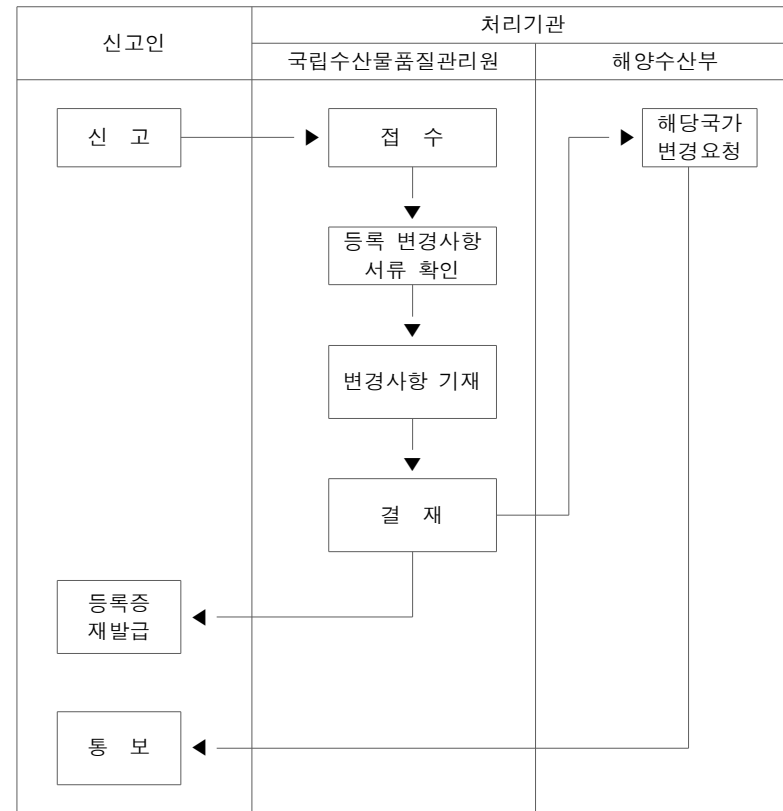 신고인
처리기관
국립수산물품질관리원
해양수산부
신 고
접 수
해당국가
변경요청
등록 변경사항
서류 확인
변경사항 기재
결 재
등록증
재발급
통 보